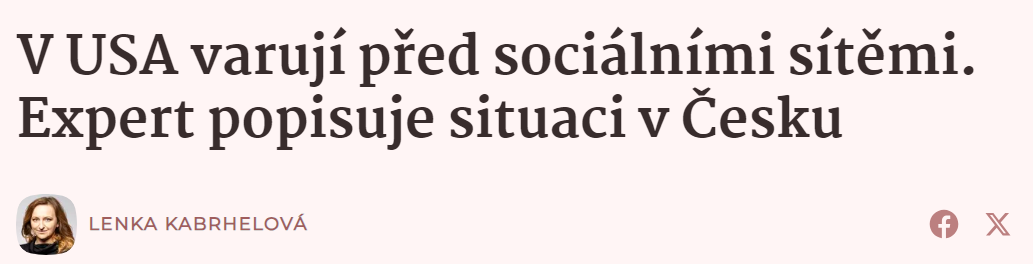 V USA varují před sociálními sítěmi.
Expert popisuje situaci v Česku
LENKA KABRHELOVÁ